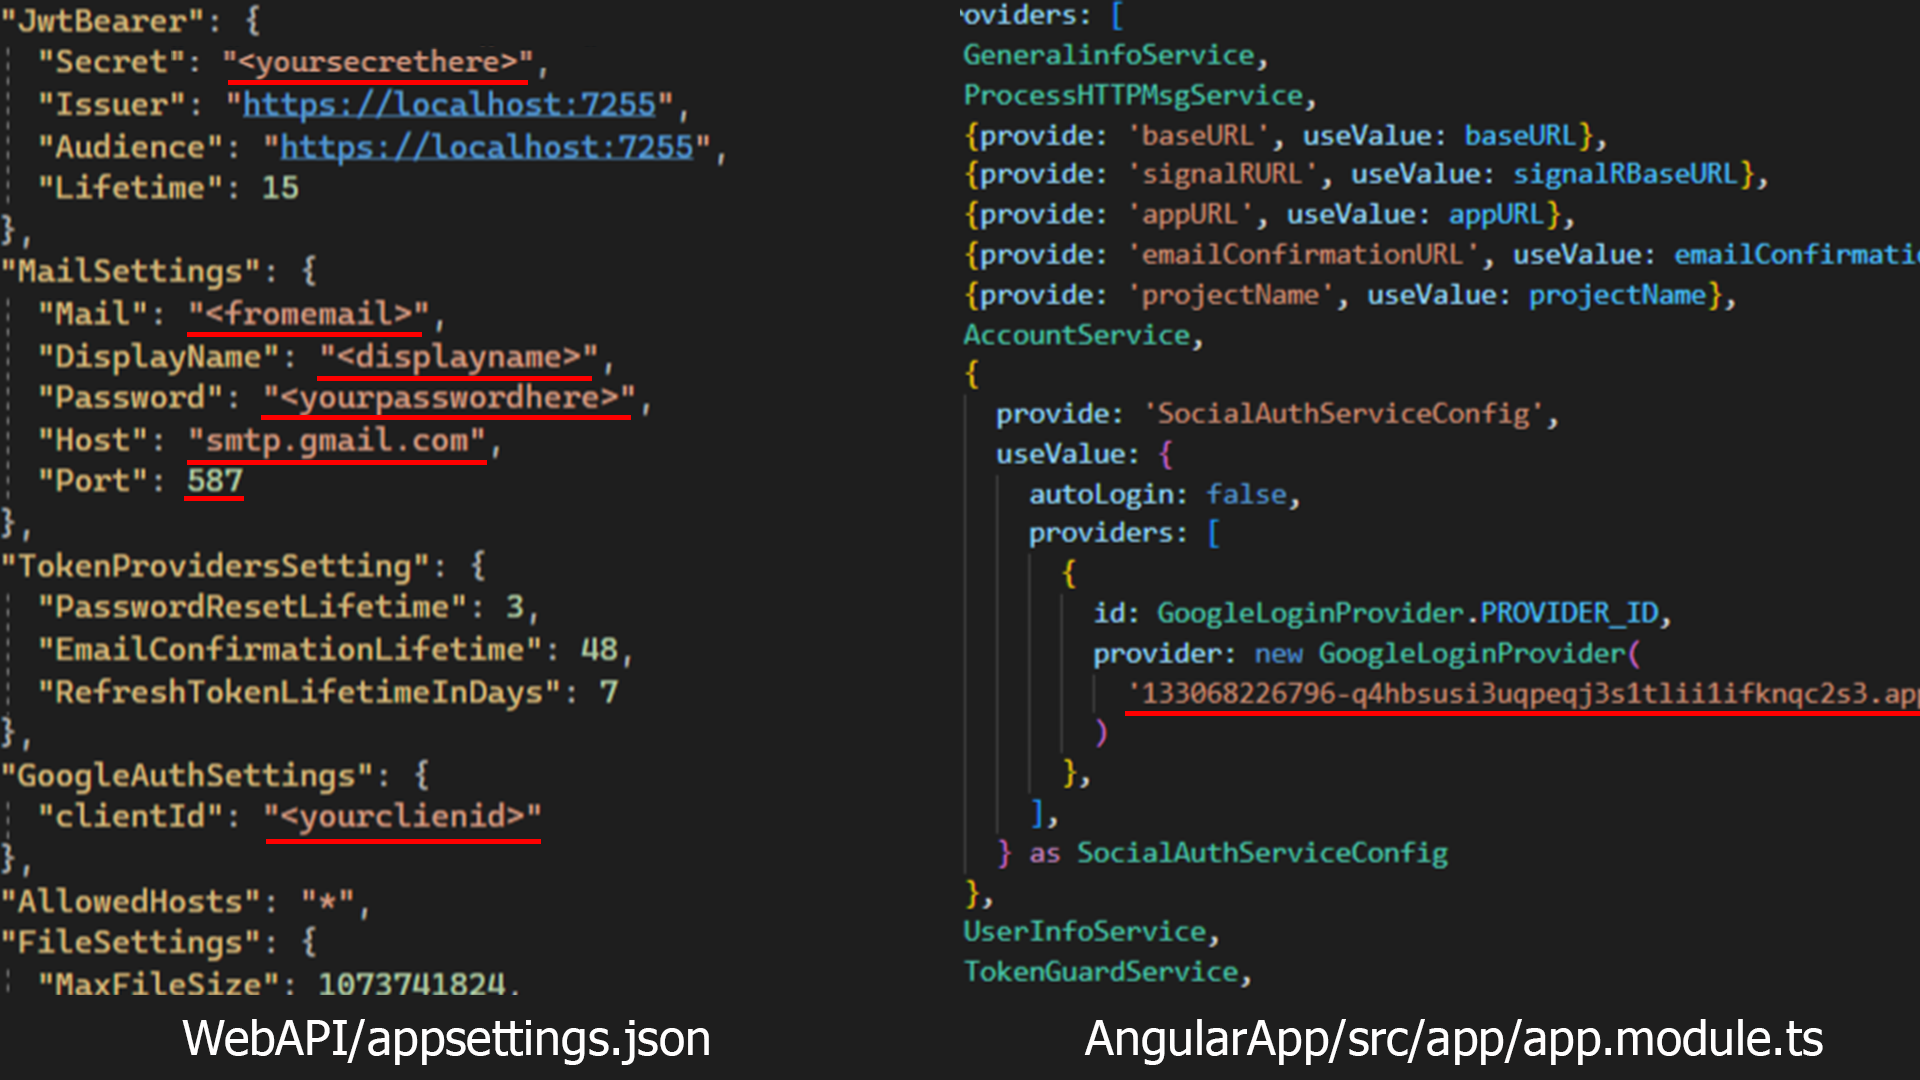 "JwtBearer": {
"Secret": "<yoursecrethere>",
"Issuer": "https://localhost:7255",
"Audience": "https://localhost:7255",
"Lifetime": 15
},
"MailSettings": {
"Mail": "<fromemail>",
"DisplayName": "<displayname>",
"Password": "<yourpasswordhere>",
"Host": "smtp.gmail.com",
"Port": 587
},
"TokenProvidersSetting": {
"PasswordResetLifetime": 3,
"EmailConfirmationLifetime": 48,
"RefreshTokenLifetimeInDays": 7
},
"GoogleAuthSettings": {
"clientId": "<yourclienid>"
},
"AllowedHosts": "*",
"FileSettings": {
"MaxFileSize": 1073741824,
WebAPI/appsettings.json
oviders: [
GeneralinfoService,
ProcessHTTPMsgService,
{provide: 'baseURL', useValue: baseURL},
{provide: 'signalRURL', useValue: signalRBaseURL},
{provide: 'appURL', useValue: appURL},
{provide: 'emailConfirmationURL', useValue: emailConfirmati
{provide: 'projectName', useValue: projectName},
AccountService,
{
provide: 'SocialAuthServiceConfig',
useValue: {
autoLogin: false,
providers: [
{
id: GoogleLoginProvider.PROVIDER_ID,
provider: new GoogleLoginProvider(
'133068226796-q4hbsusi3uqpeqj3s1tlii1ifknqc2s3.ap
)
},
],
} as SocialAuthServiceConfig
},
UserInfoService,
TokenGuardService,
AngularApp/src/app/app.module.ts